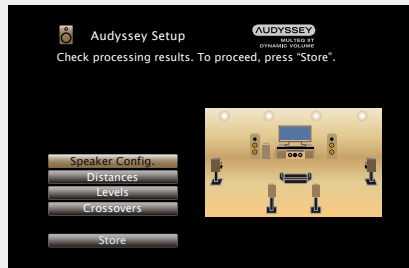 Audyssey Setup
AUDYSSEY
MULTEQ XT
DYNAMIC VOLUME
Check processing results. To proceed, press “Store”.
Speaker Config.
Distances
Levels
Crossovers
Store